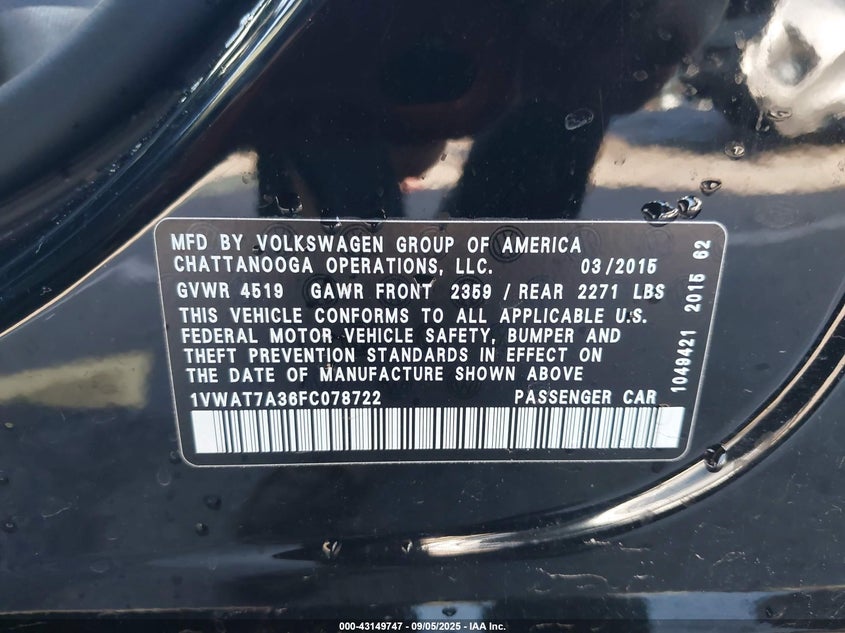 MFD BY VOLKSWAGEN GROUP OF AMERICA
CHATTANOOGA OPERATIONS, LLC. 03/2015
GVWR 4519 GAWR FRONT 2359 / REAR 2271 LBS
THIS VEHICLE CONFORMS TO ALL APPLICABLE U.S.
FEDERAL MOTOR VEHICLE SAFETY, BUMPER AND
THEFT PREVENTION STANDARDS IN EFFECT ON
THE DATE OF MANUFACTURE SHOWN ABOVE
1VWAT7A36FC078722 PASSENGER CAR
1049421 2015 62
000-43149747 - 09/05/2025 - IAA Inc.